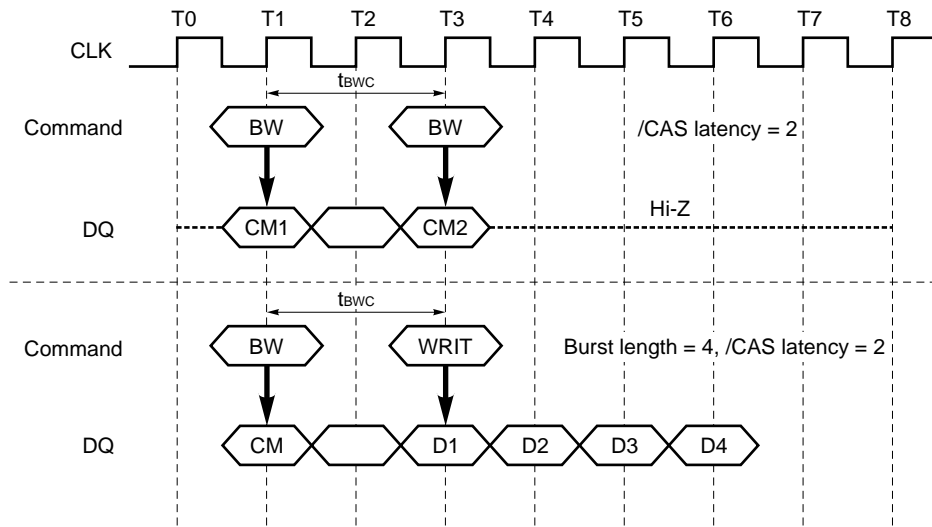 T0 T1 T2 T3 T4 T5 T6 T7 T8
CLK
tBWC
Command BW BW /CAS latency = 2
Hi-Z
DQ CM1 CM2
tBWC
Command BW WRIT Burst length = 4, /CAS latency = 2
DQ CM D1 D2 D3 D4